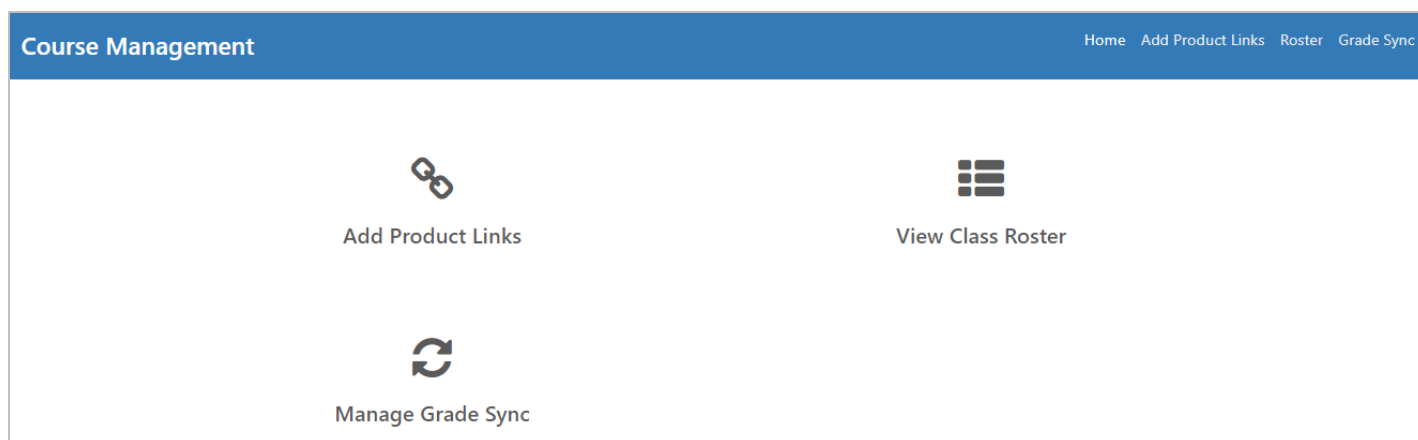 Course Management
Home Add Product Links Roster Grade Sync
Add Product Links
View Class Roster
Manage Grade Sync